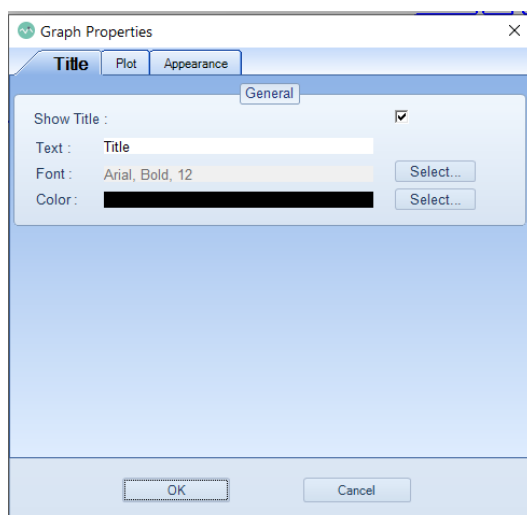 Graph Properties
Title Plot Appearance
General
Show Title :
Text : Title
Font : Arial, Bold, 12 Select...
Color : Select...
OK Cancel